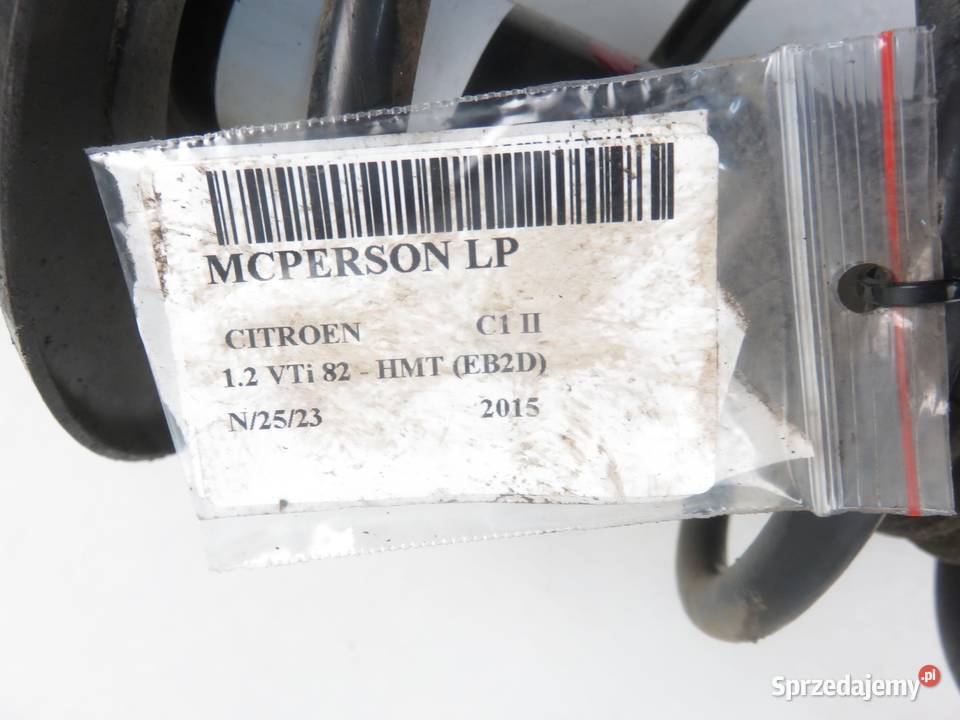 MCPERSON LP
CITROEN C1 II
1.2 VTi 82 - HMT (EB2D)
N/25/23 2015
Sprzedajemy.pl